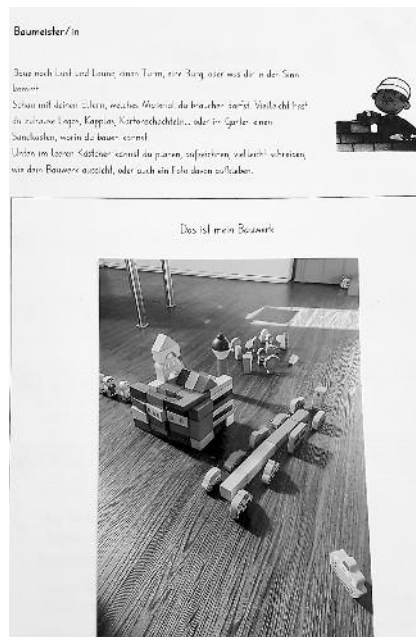 Baumeister/in
Baue nach Lust und Laune, einen Turm, eine Burg oder was dir in den Sinn
kommt.
Schau mit deinen Eltern, welches Material du brauchen darfst. Vielleicht hast
du zuhause Legos, Kapplas, Kartonschachteln... oder im Garten einen
Sandkasten, worin du bauen kannst.
Unten im leeren Kästchen kannst du planen, aufzeichnen, vielleicht schreiben,
wie dein Bauwerk aussieht, oder auch ein Foto davon aufkleben.
Das ist mein Bauwerk